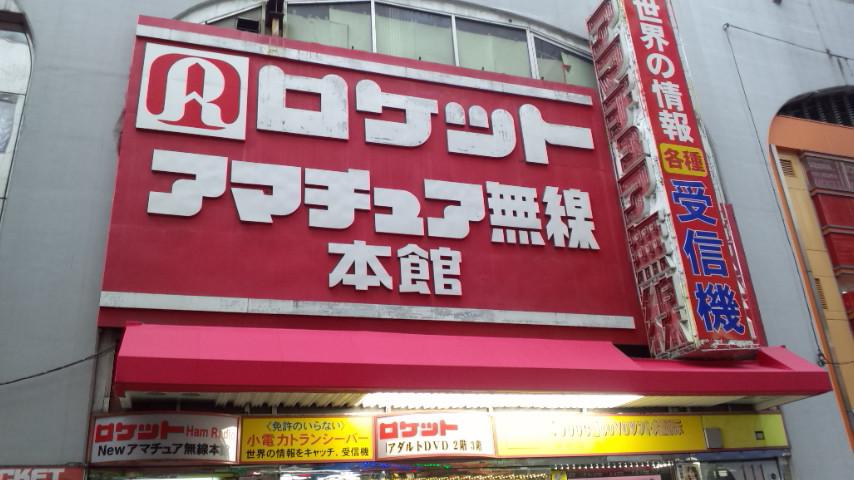 R
ロケット
アマチュア無線
本館
世界の情報
各種
受信機
ロケット Ham Radio
New アマチュア無線本
〈免許のいらない〉
小電力トランシーバー
世界の情報をキャッチ、受信機
ロケット
アダルトDVD 2階 3階
CKET